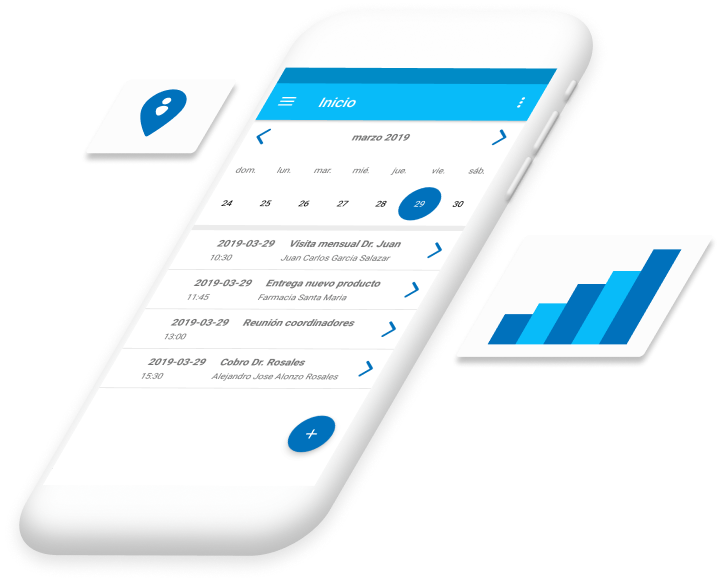 Inicio
marzo 2019
dom. lun. mar. mié. jue. vie. sáb.
24 25 26 27 28 29 30
2019-03-29 Visita mensual Dr. Juan
10:30 Juan Carlos García Salazar
2019-03-29 Entrega nuevo producto
11:45 Farmacia Santa María
2019-03-29 Reunión coordinadores
13:00
2019-03-29 Cobro Dr. Rosales
15:30 Alejandro Jose Alonzo Rosales
+